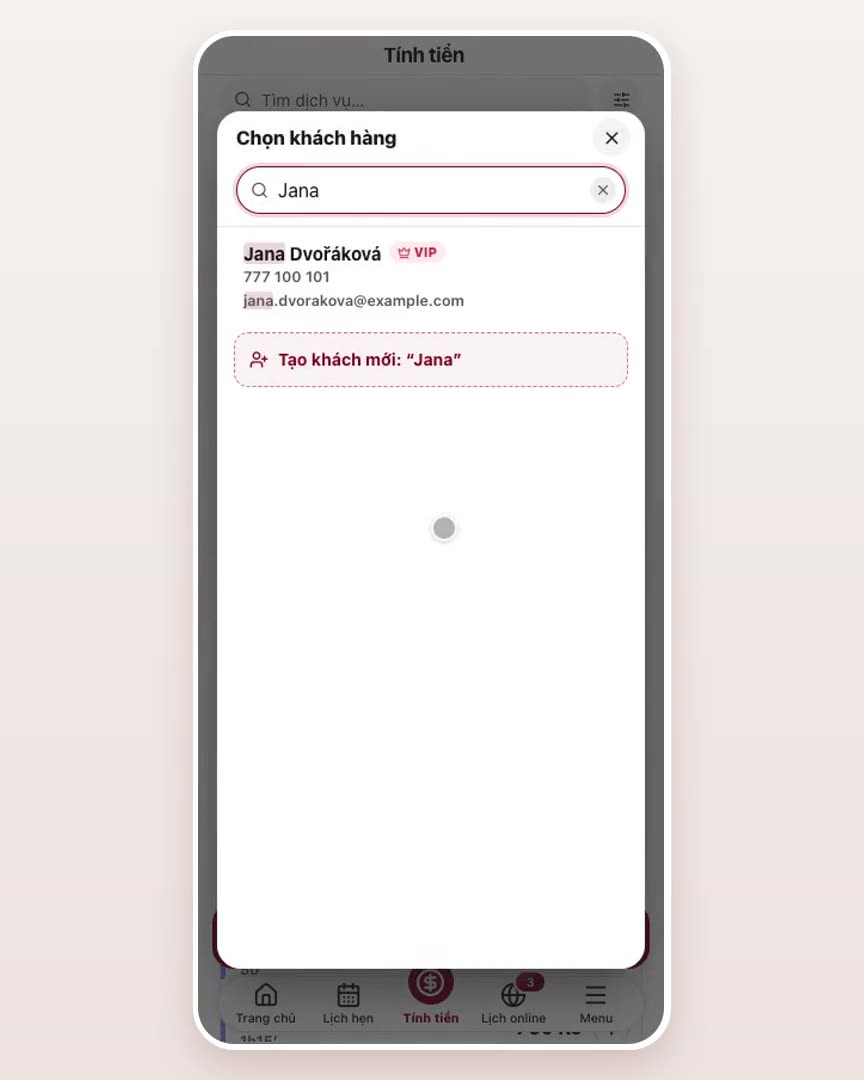 Tính tiền
Tìm dịch vụ...
Chọn khách hàng
Jana
Jana Dvořáková VIP
777 100 101
jana.dvorakova@example.com
Tạo khách mới: “Jana”
3
Trang chủ
Lịch hẹn
Tính tiền
Lịch online
Menu